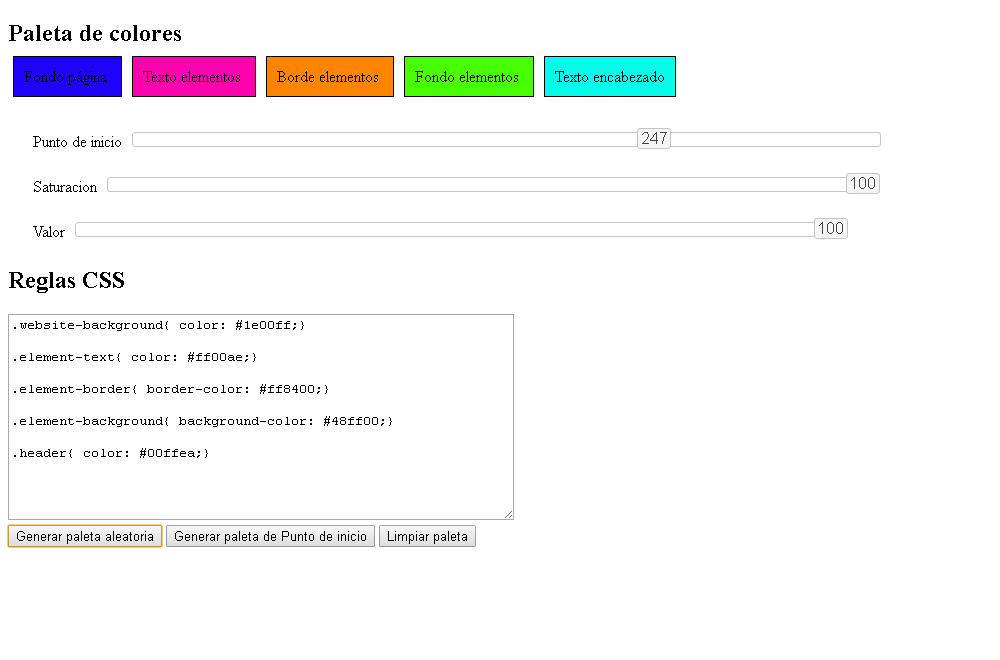 Paleta de colores
Fondo página Texto elementos Borde elementos Fondo elementos Texto encabezado
Punto de inicio 247
Saturacion 100
Valor 100
Reglas CSS
.website-background{ color: #1e00ff;}
.element-text{ color: #ff00ae;}
.element-border{ border-color: #ff8400;}
.element-background{ background-color: #48ff00;}
.header{ color: #00ffea;}
Generar paleta aleatoria Generar paleta de Punto de inicio Limpiar paleta